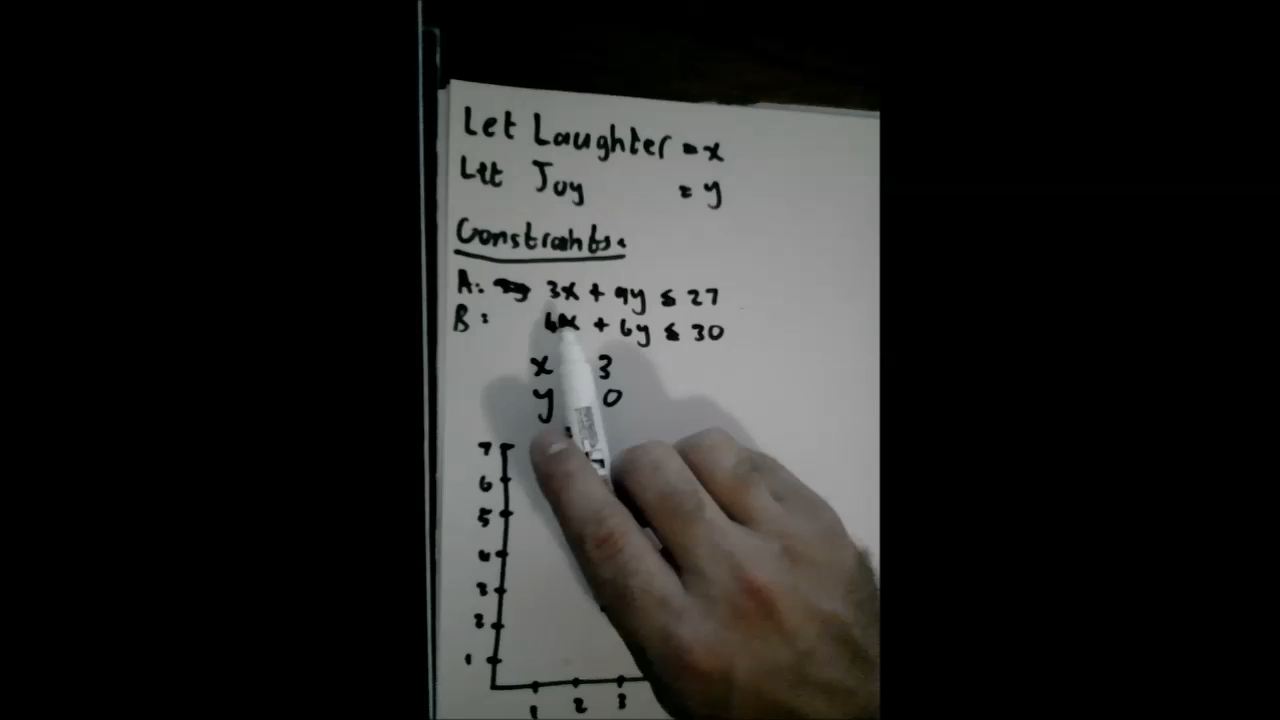 Let Laughter = x
Let Joy = y
Constraints:
A: 3x + 9y ≤ 27
B: 6x + 6y ≤ 30
x 3
y 0
7
6
5
4
3
2
1
1 2 3